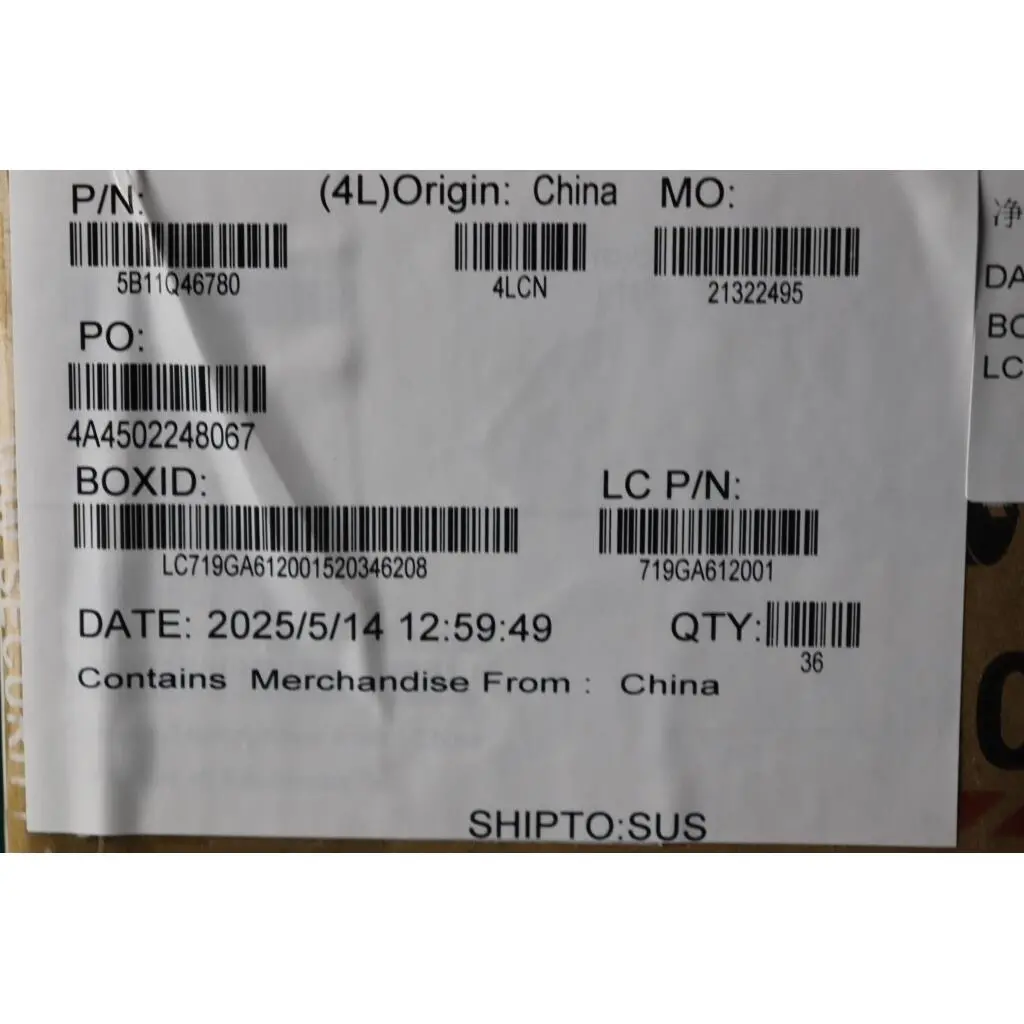 P/N: (4L)Origin: China MO:
5B11Q46780 4LCN 21322495
PO:
4A4502248067
BOXID: LC P/N:
LC719GA612001520346208 719GA612001
DATE: 2025/5/14 12:59:49 QTY:
36
Contains Merchandise From : China
SHIPTO:SUS
净
DA
BO
LC